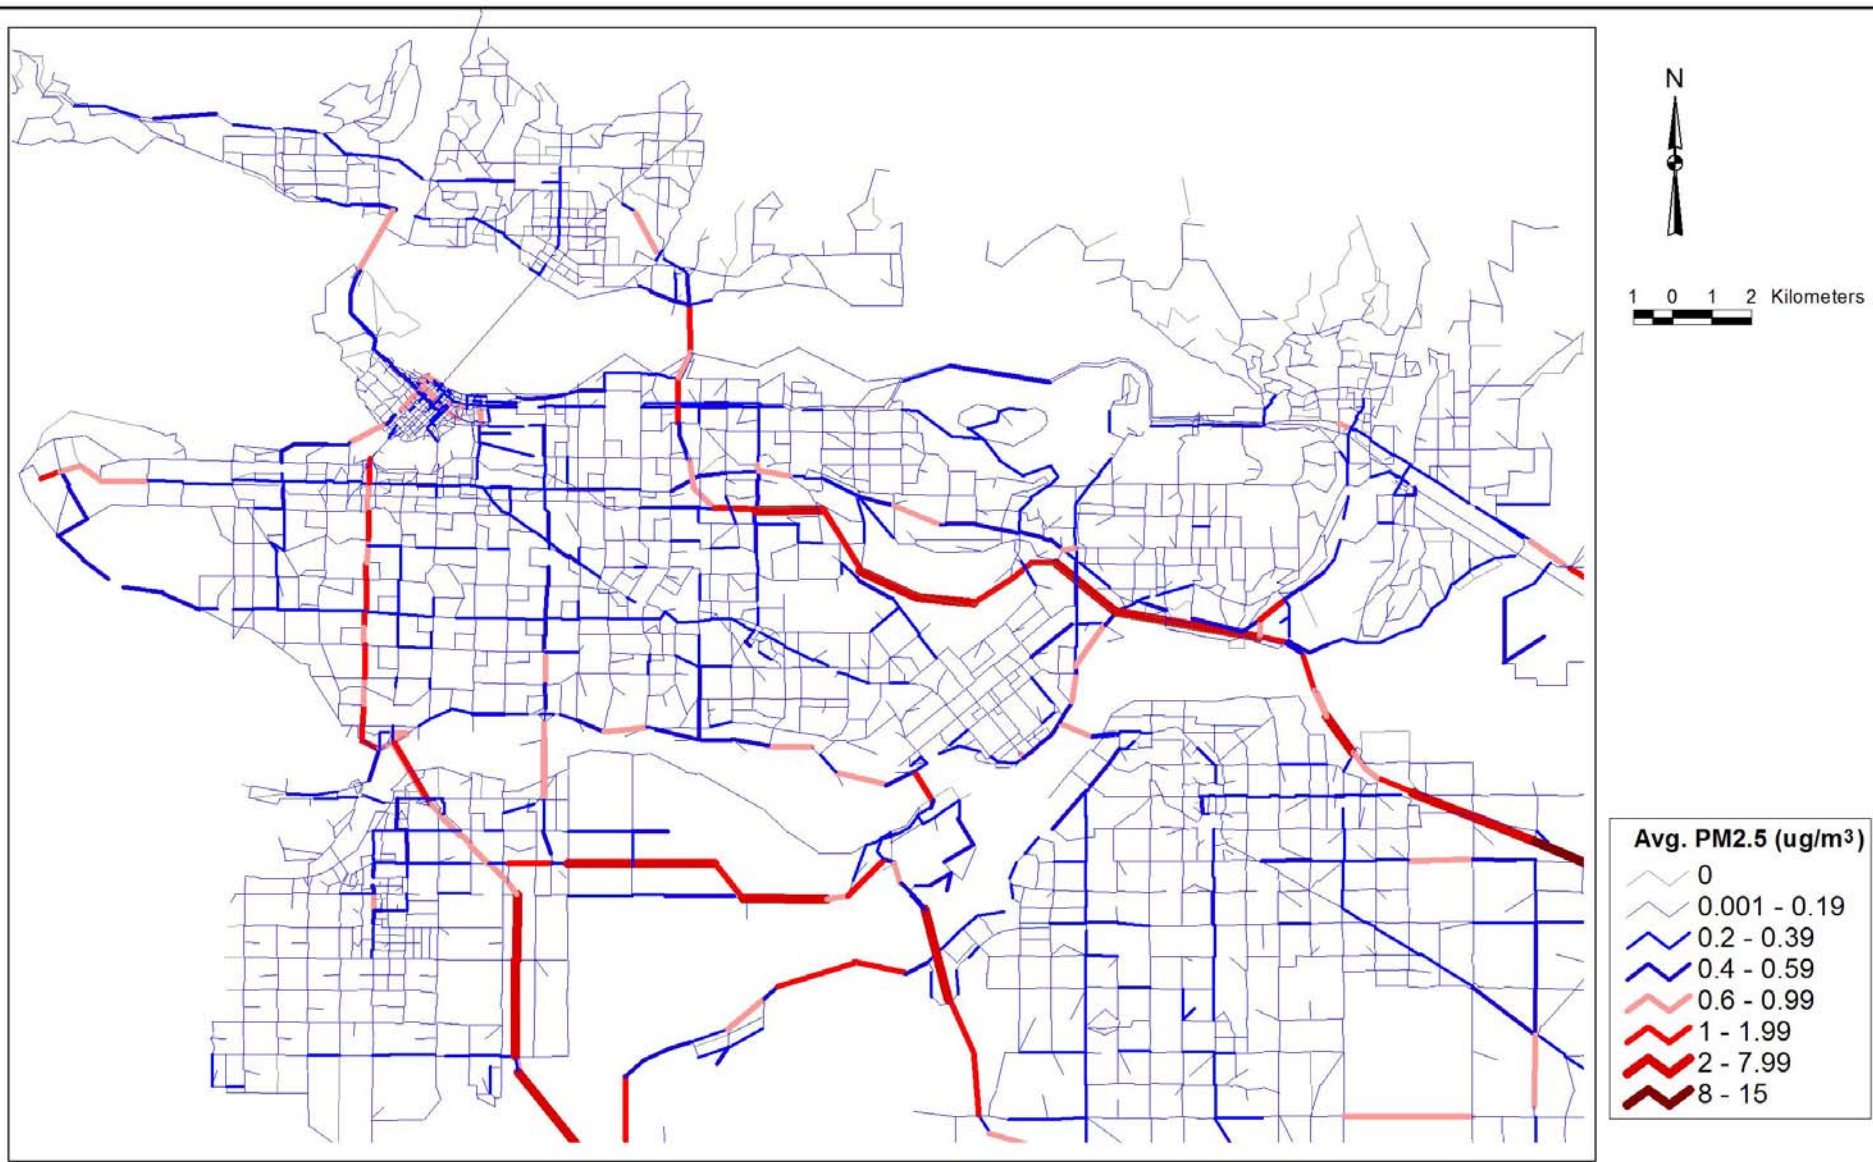 N
1 0 1 2 Kilometers
Avg. PM2.5 (ug/m³)
0
0.001 - 0.19
0.2 - 0.39
0.4 - 0.59
0.6 - 0.99
1 - 1.99
2 - 7.99
8 - 15